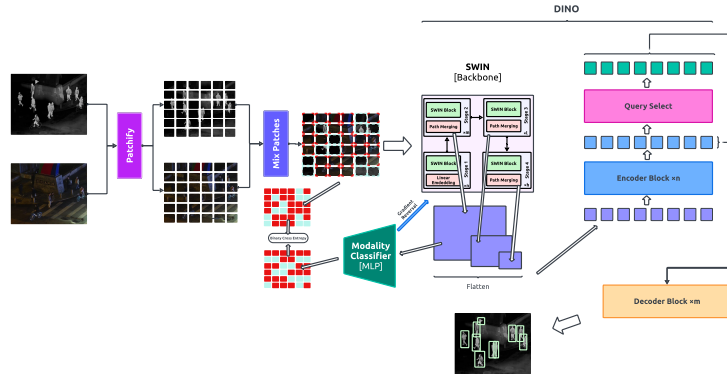 DINO
SWIN
[Backbone]
SWIN Block
Path Merging
Stage 2
SWIN Block
Path Merging
Stage 3
SWIN Block
Linear Embedding
Stage 1
SWIN Block
Path Merging
Stage 4
Patchify
Mix Patches
Binary Cross Entropy
Modality
Classifier
[MLP]
Gradient
Reversal
Flatten
Query Select
Encoder Block ×n
Decoder Block ×m